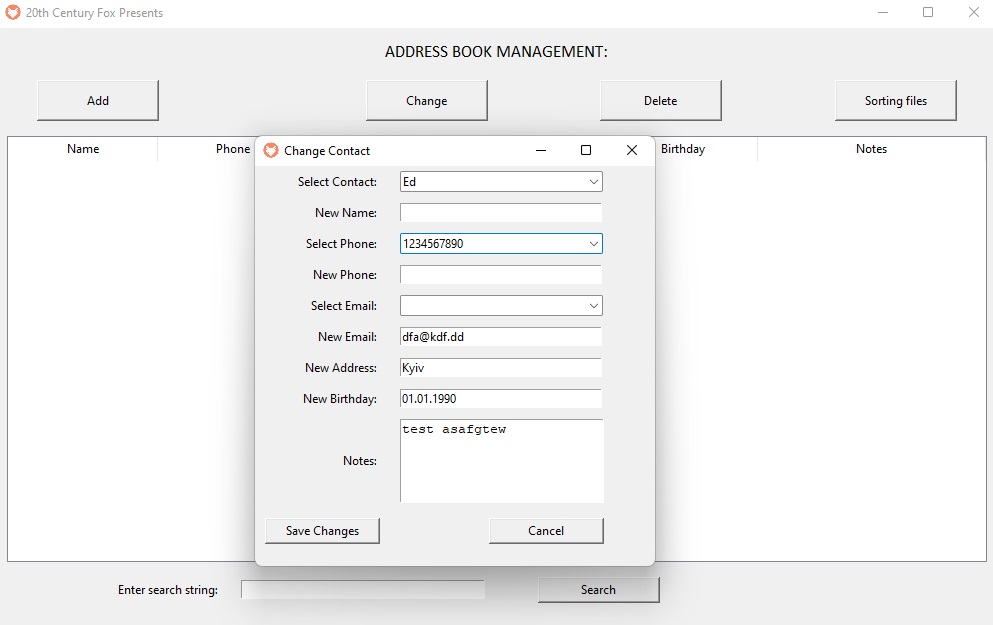 20th Century Fox Presents
ADDRESS BOOK MANAGEMENT:
Add Change Delete Sorting files
Name Phone Birthday Notes
Change Contact
Select Contact: Ed
New Name:
Select Phone: 1234567890
New Phone:
Select Email:
New Email: dfa@kdf.dd
New Address: Kyiv
New Birthday: 01.01.1990
Notes: test asafgtew
Save Changes Cancel
Enter search string: Search